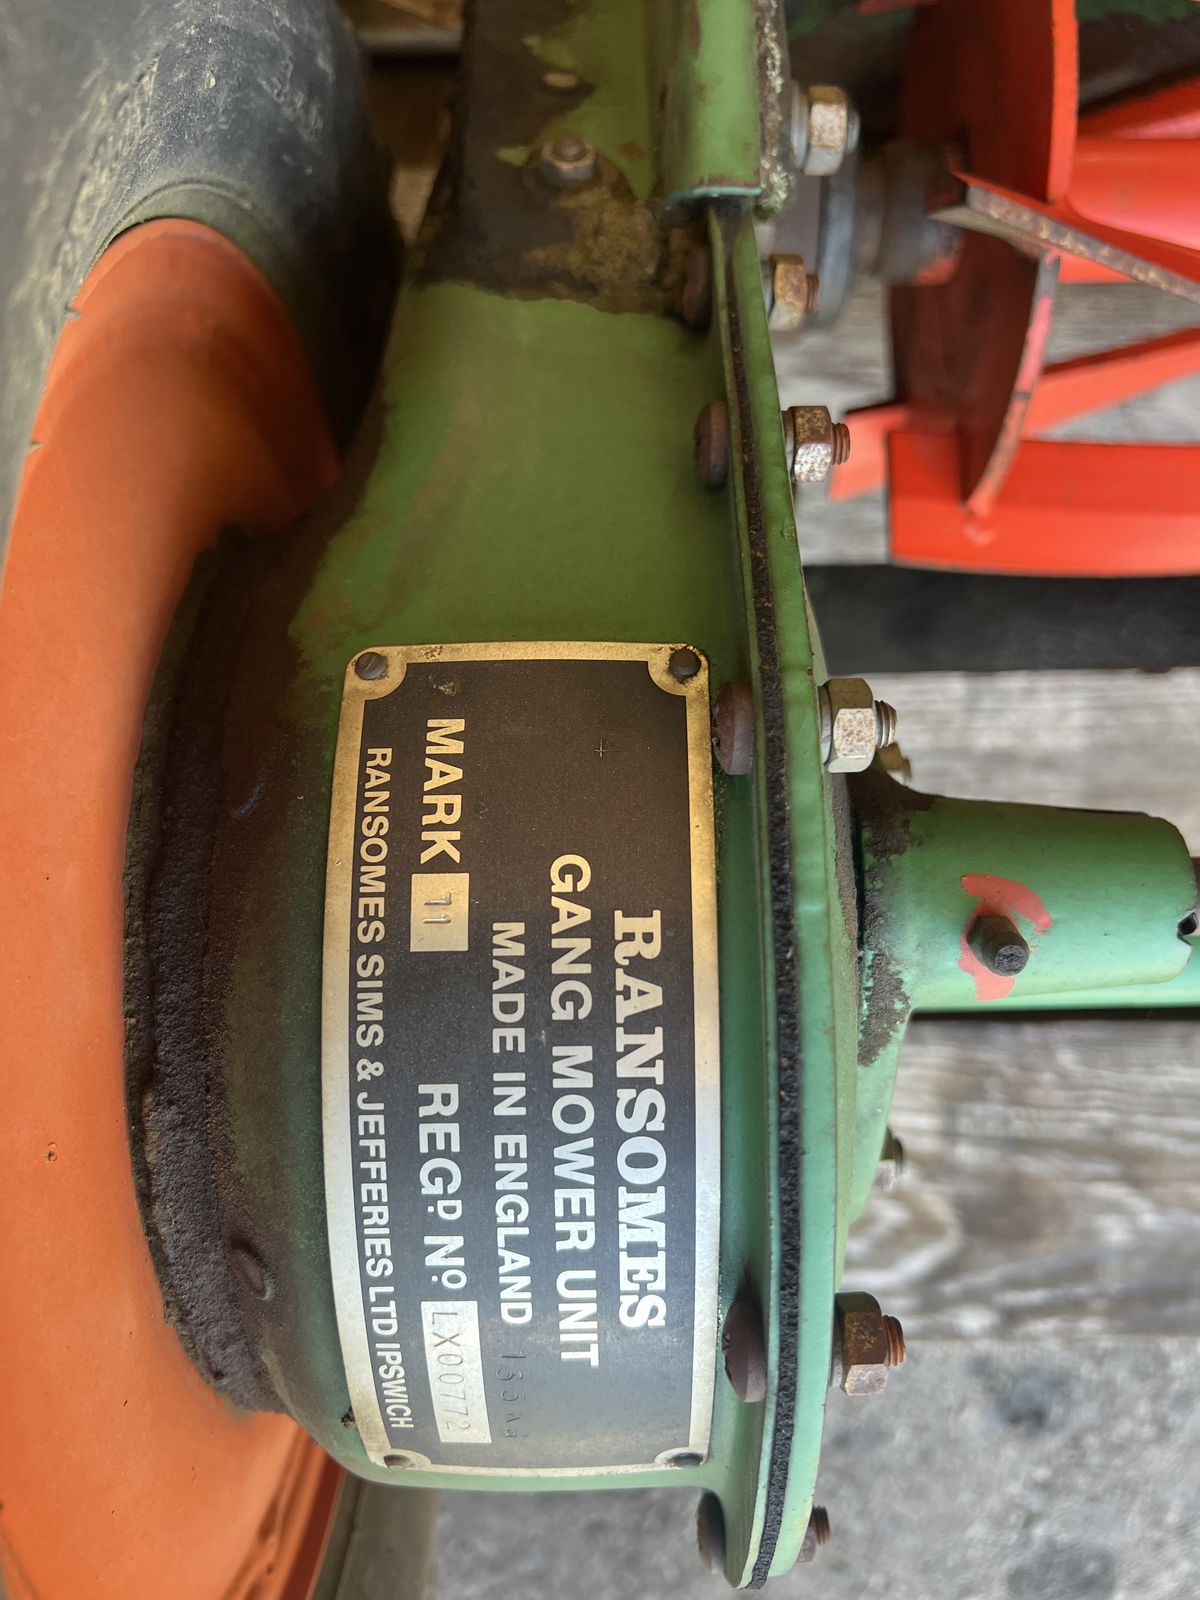 RANSOMES
GANG MOWER UNIT
MADE IN ENGLAND
MARK 11 REGD. No. LX00772
RANSOMES SIMS & JEFFERIES LTD IPSWICH